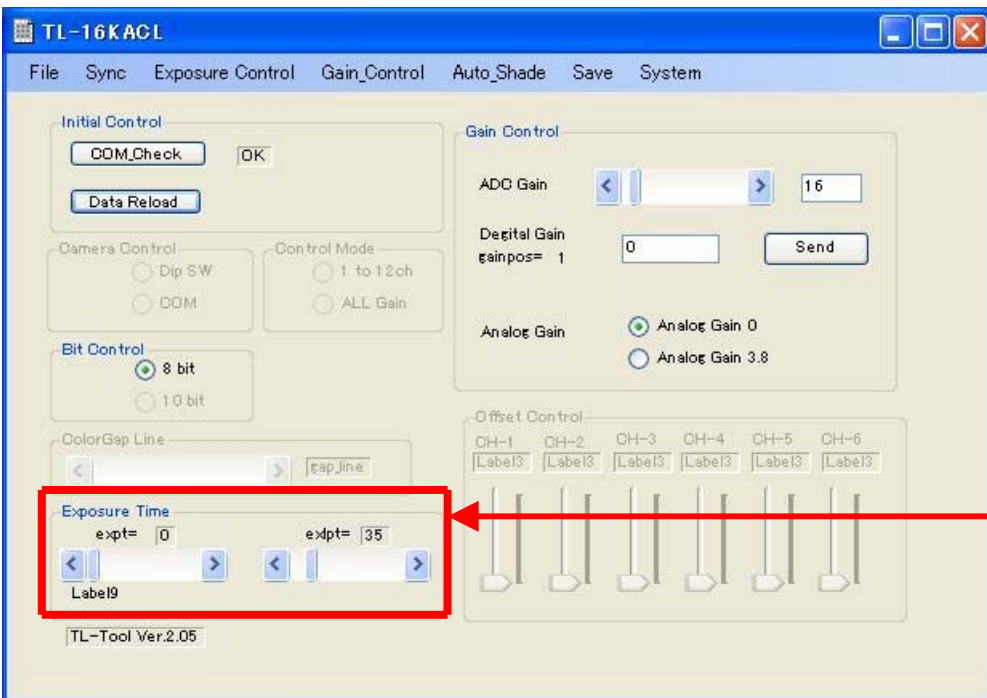 TL-16KACL
File Sync Exposure Control Gain_Control Auto_Shade Save System
Initial Control
COM_Check OK
Data Reload
Camera Control
Dip SW
COM
Control Mode
1 to 12ch
ALL Gain
Bit Control
8 bit
10 bit
ColorGap Line
gap_line
Exposure Time
expt= 0 exdpt= 35
Label9
TL-Tool Ver.2.05
Gain Control
ADC Gain 16
Degital Gain
gainpos= 1 0 Send
Analog Gain
Analog Gain 0
Analog Gain 3.8
Offset Control
CH-1 CH-2 CH-3 CH-4 CH-5 CH-6
Label3 Label3 Label3 Label3 Label3 Label3